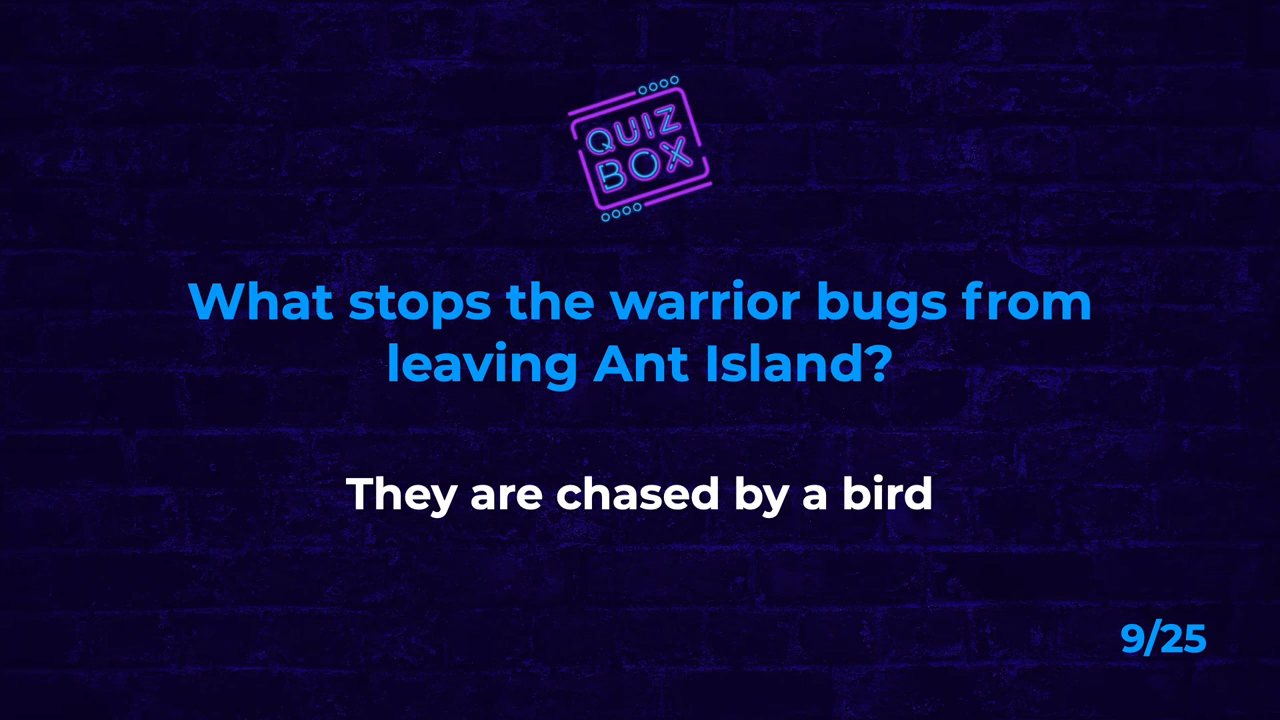 QUIZ
BOX
What stops the warrior bugs from
leaving Ant Island?
They are chased by a bird
9/25